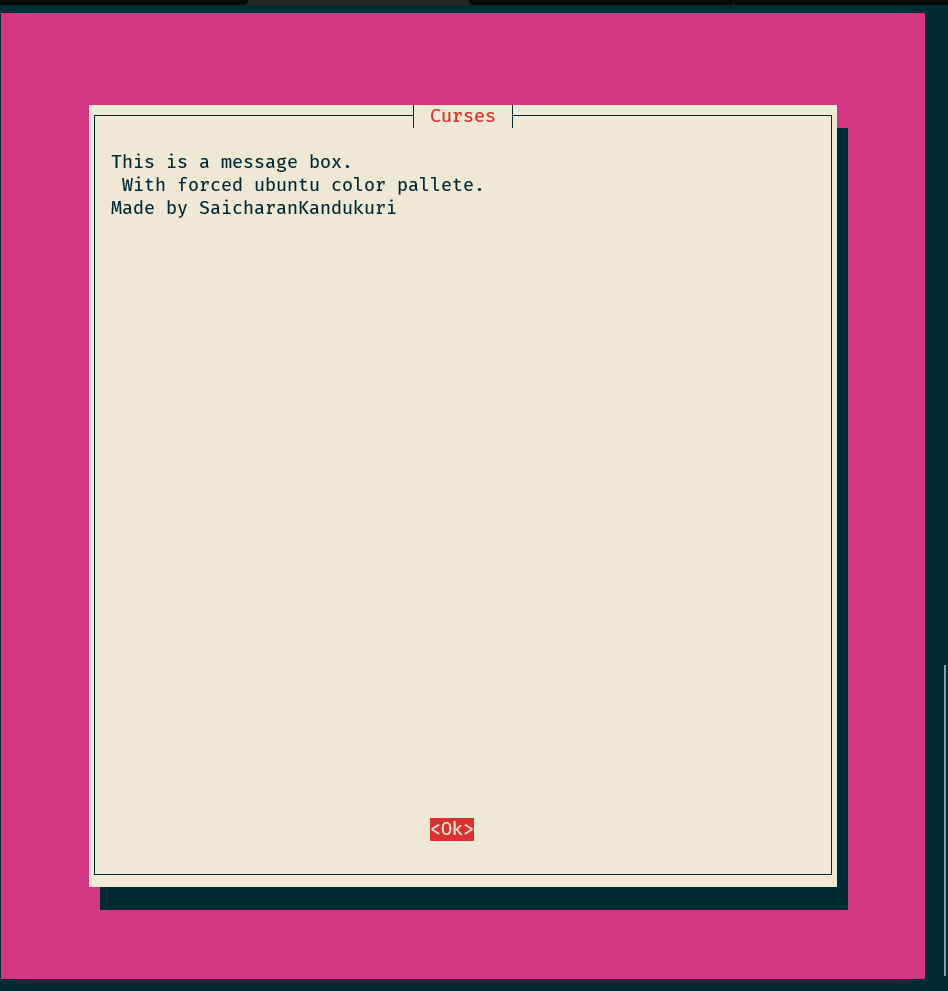 Curses
This is a message box.
With forced ubuntu color pallete.
Made by SaicharanKandukuri
<Ok>